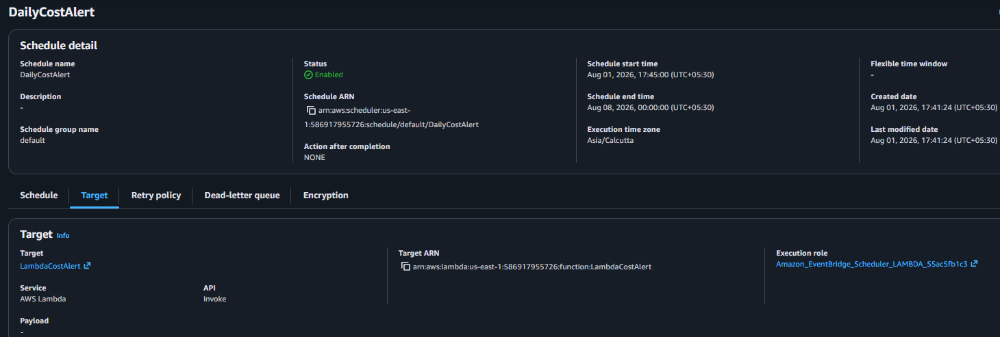 DailyCostAlert
Schedule detail
Schedule name
DailyCostAlert
Description
-
Schedule group name
default
Status
Enabled
Schedule ARN
arn:aws:scheduler:us-east-
1:586917955726:schedule/default/DailyCostAlert
Action after completion
NONE
Schedule start time
Aug 01, 2026, 17:45:00 (UTC+05:30)
Schedule end time
Aug 08, 2026, 00:00:00 (UTC+05:30)
Execution time zone
Asia/Calcutta
Flexible time window
-
Created date
Aug 01, 2026, 17:41:24 (UTC+05:30)
Last modified date
Aug 01, 2026, 17:41:24 (UTC+05:30)
Schedule
Target
Retry policy
Dead-letter queue
Encryption
Target Info
Target
LambdaCostAlert
Service
AWS Lambda
API
Invoke
Payload
-
Target ARN
arn:aws:lambda:us-east-1:586917955726:function:LambdaCostAlert
Execution role
Amazon_EventBridge_Scheduler_LAMBDA_55ac5fb1c3